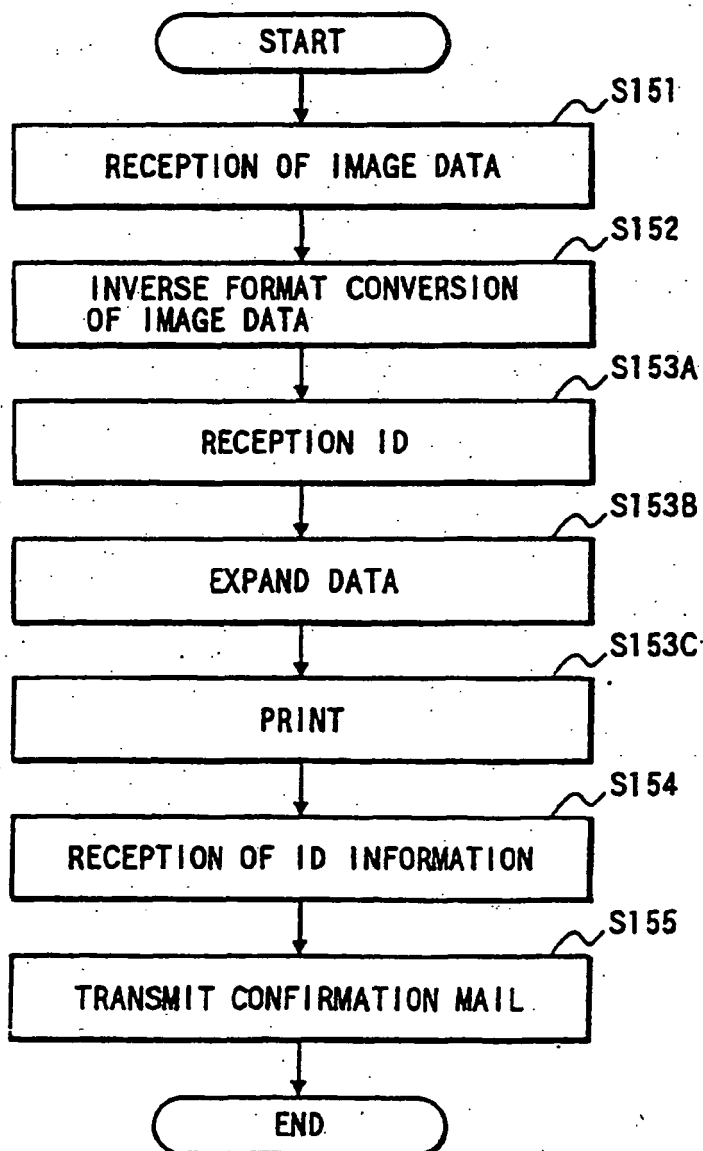 START
S151
RECEPTION OF IMAGE DATA
S152
INVERSE FORMAT CONVERSION
OF IMAGE DATA
S153A
RECEPTION ID
S153B
EXPAND DATA
S153C
PRINT
S154
RECEPTION OF ID INFORMATION
S155
TRANSMIT CONFIRMATION MAIL
END